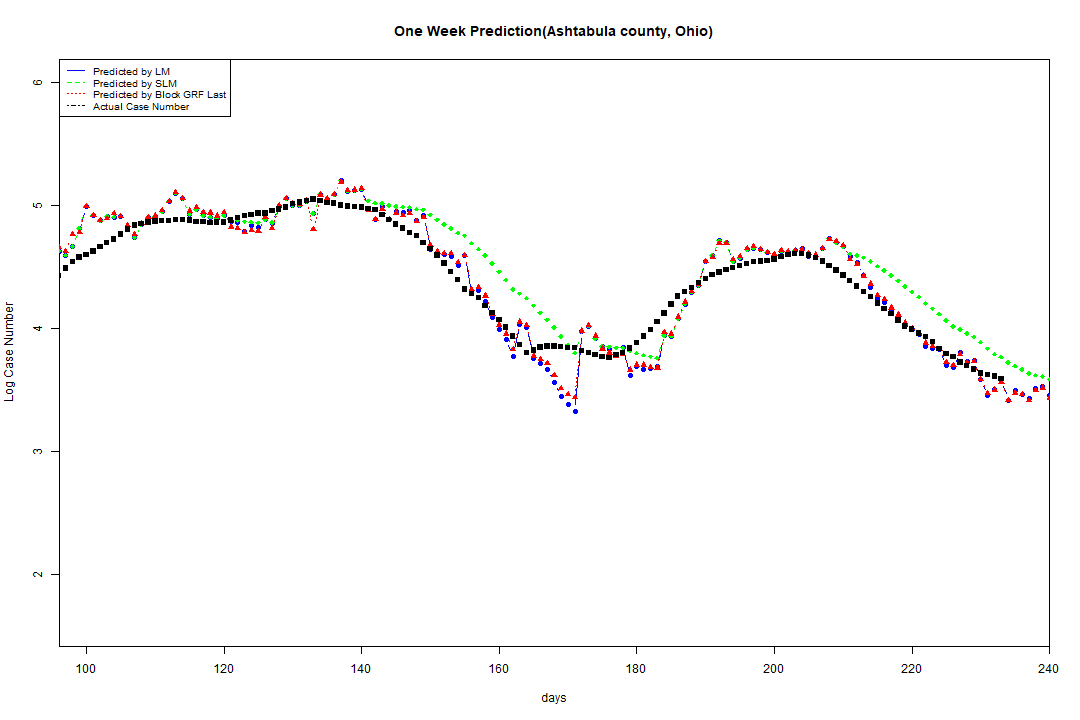 One Week Prediction(Ashtabula county, Ohio)
Predicted by LM
Predicted by SLM
Predicted by Block GRF Last
Actual Case Number
6
5
4
3
2
Log Case Number
100 120 140 160 180 200 220 240
days